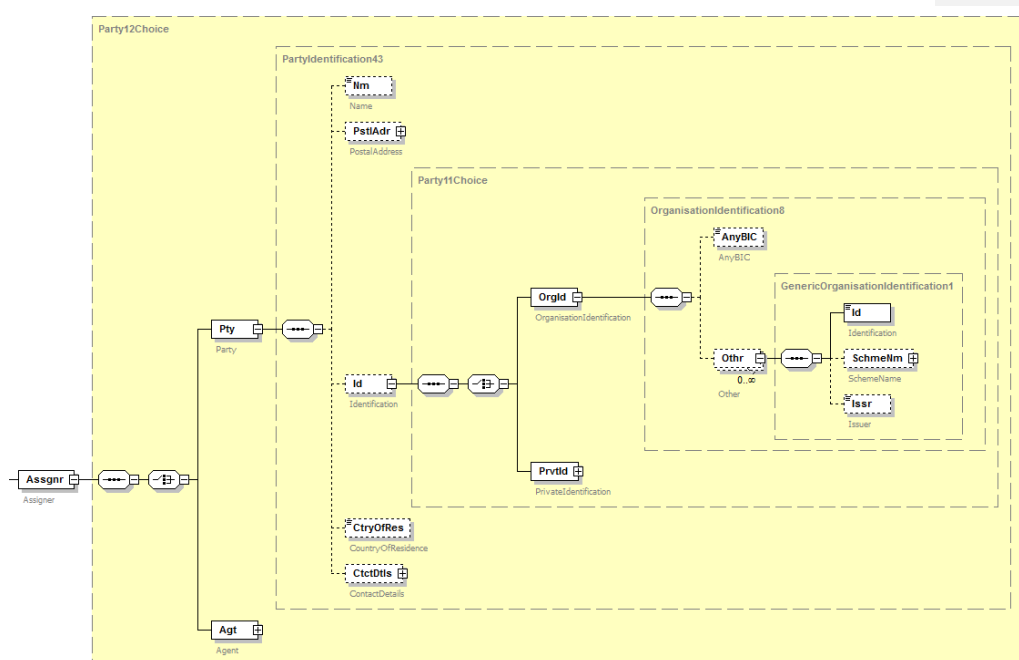 Party12Choice
PartyIdentification43
Nm
Name
PstlAdr
PostalAddress
Party11Choice
OrganisationIdentification8
AnyBIC
AnyBIC
GenericOrganisationIdentification1
OrgId
OrganisationIdentification
Id
Identification
Pty
Party
Othr
0..∞
Other
SchmeNm
SchemeName
Id
Identification
Issr
Issuer
Assgnr
Assigner
PrvtId
PrivateIdentification
CtryOfRes
CountryOfResidence
CtctDtls
ContactDetails
Agt
Agent